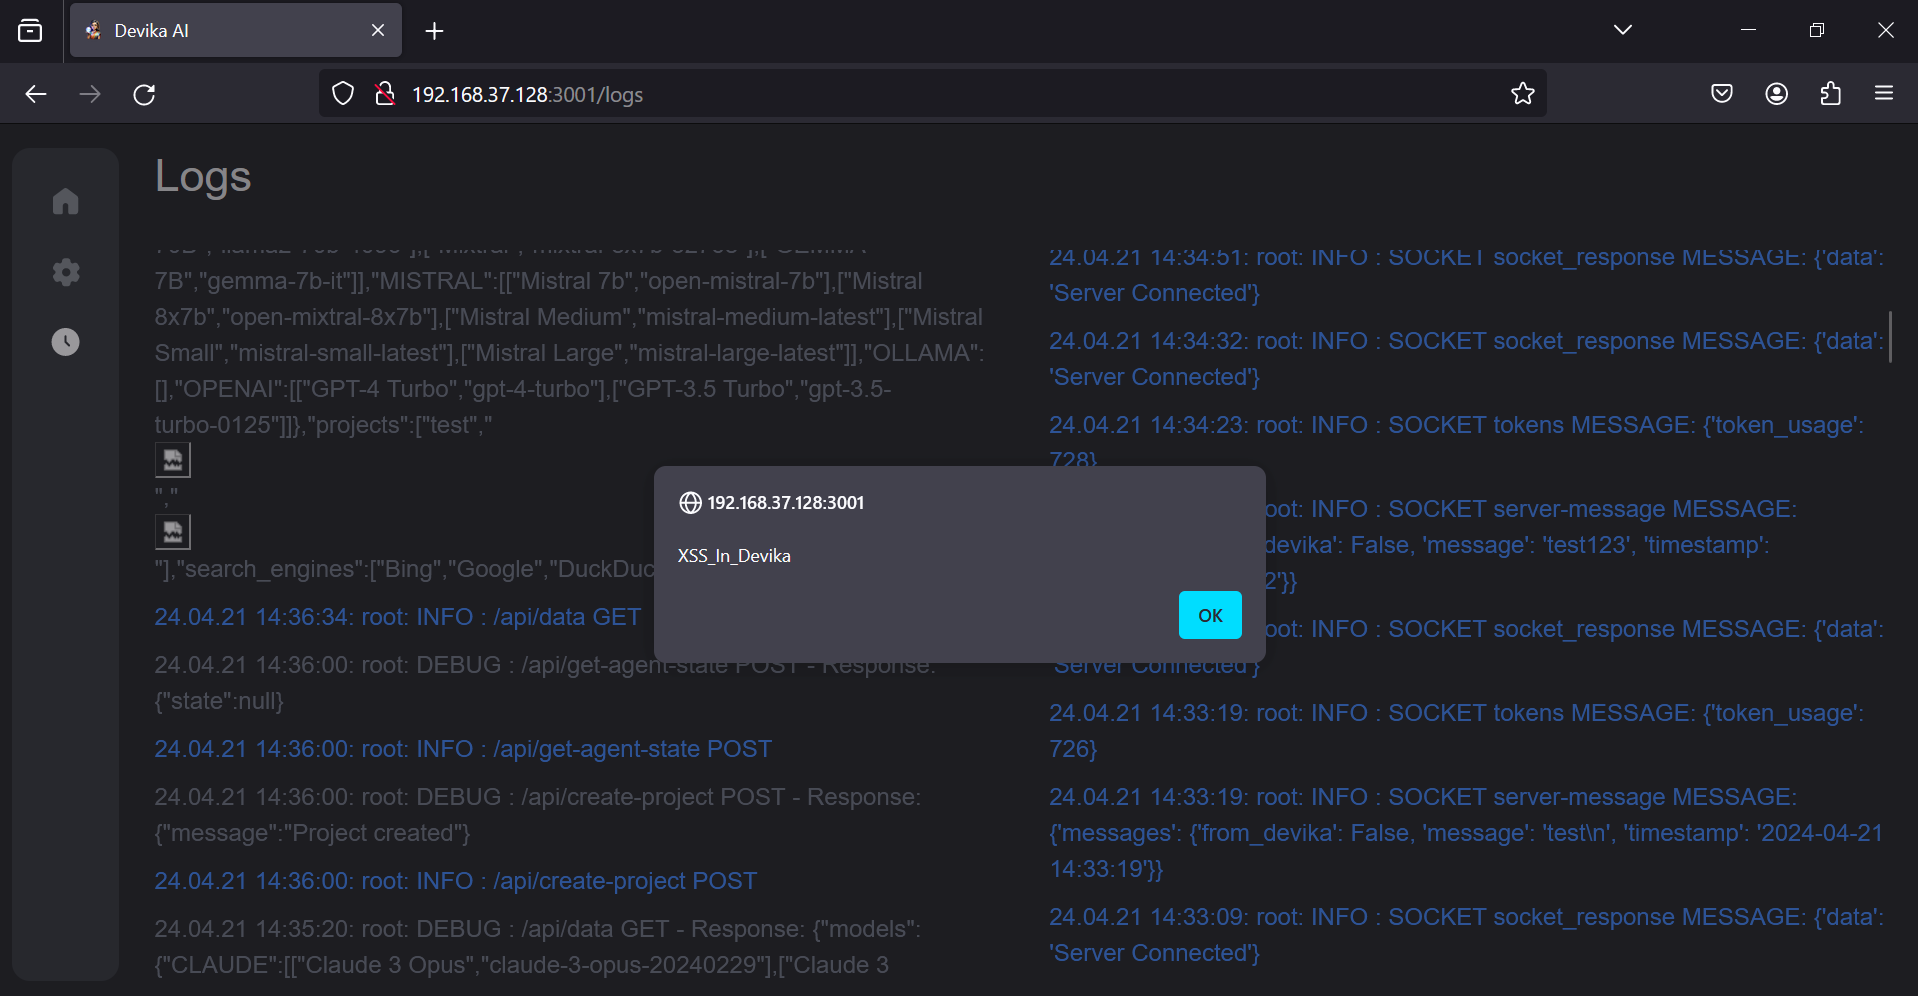 Devika AI
192.168.37.128:3001/logs
Logs
7B","gemma-7b-it"]],"MISTRAL":[["Mistral 7b","open-mistral-7b"],["Mistral
8x7b","open-mixtral-8x7b"],["Mistral Medium","mistral-medium-latest"],["Mistral
Small","mistral-small-latest"],["Mistral Large","mistral-large-latest"]],"OLLAMA":
[],"OPENAI":[["GPT-4 Turbo","gpt-4-turbo"],["GPT-3.5 Turbo","gpt-3.5-
turbo-0125"]]},"projects":["test","
","
"],"search_engines":["Bing","Google","DuckDuc
24.04.21 14:36:34: root: INFO : /api/data GET
24.04.21 14:36:00: root: DEBUG : /api/get-agent-state POST - Response:
{"state":null}
24.04.21 14:36:00: root: INFO : /api/get-agent-state POST
24.04.21 14:36:00: root: DEBUG : /api/create-project POST - Response:
{"message":"Project created"}
24.04.21 14:36:00: root: INFO : /api/create-project POST
24.04.21 14:35:20: root: DEBUG : /api/data GET - Response: {"models":
{"CLAUDE":[["Claude 3 Opus","claude-3-opus-20240229"],["Claude 3
24.04.21 14:34:51: root: INFO : SOCKET socket_response MESSAGE: {'data':
'Server Connected'}
24.04.21 14:34:32: root: INFO : SOCKET socket_response MESSAGE: {'data':
'Server Connected'}
24.04.21 14:34:23: root: INFO : SOCKET tokens MESSAGE: {'token_usage':
728}
oot: INFO : SOCKET server-message MESSAGE:
devika': False, 'message': 'test123', 'timestamp':
2'}}
oot: INFO : SOCKET socket_response MESSAGE: {'data':
'Server Connected'}
24.04.21 14:33:19: root: INFO : SOCKET tokens MESSAGE: {'token_usage':
726}
24.04.21 14:33:19: root: INFO : SOCKET server-message MESSAGE:
{'messages': {'from_devika': False, 'message': 'test\n', 'timestamp': '2024-04-21
14:33:19'}}
24.04.21 14:33:09: root: INFO : SOCKET socket_response MESSAGE: {'data':
'Server Connected'}
192.168.37.128:3001
XSS_In_Devika
OK